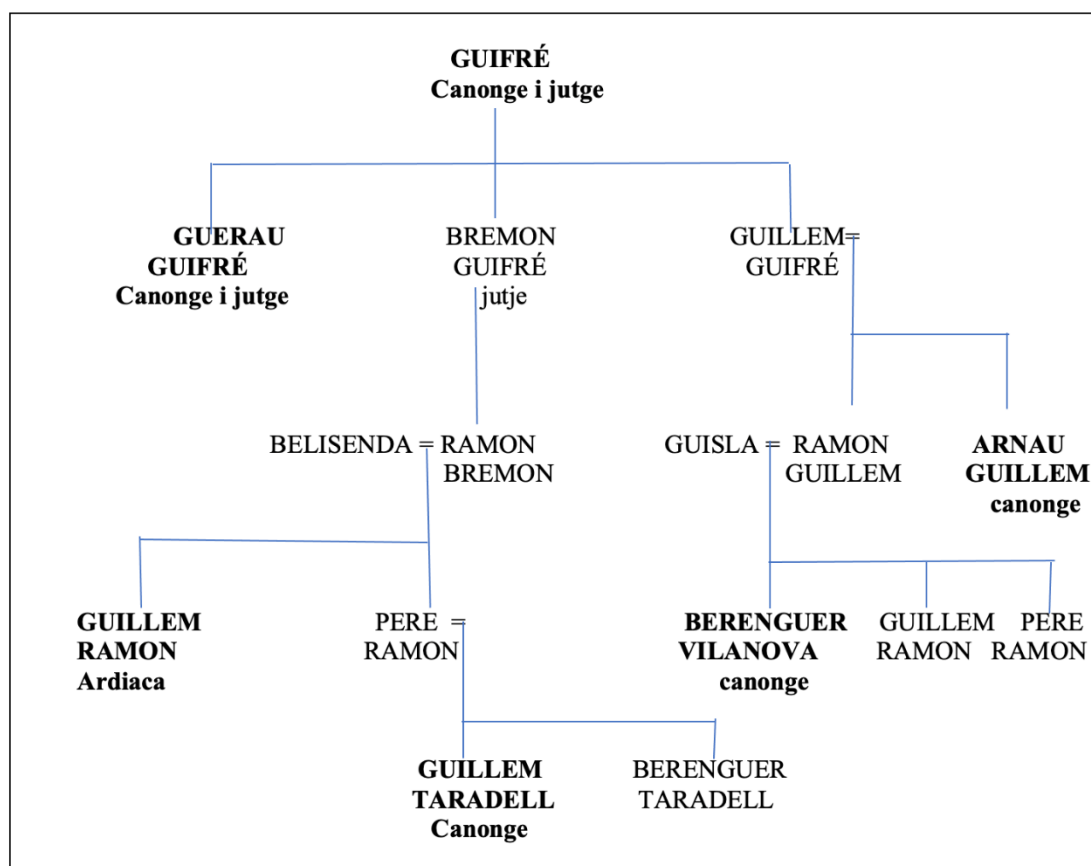 GUIFRÉ
Canonge i jutge
GUERAU
GUIFRÉ
Canonge i jutge
BREMON
GUIFRÉ
jutje
GUILLEM=
GUIFRÉ
BELISENDA = RAMON
BREMON
GUISLA = RAMON
GUILLEM
ARNAU
GUILLEM
canonge
GUILLEM
RAMON
Ardiaca
PERE =
RAMON
BERENGUER
VILANOVA
canonge
GUILLEM
RAMON
PERE
RAMON
GUILLEM
TARADELL
Canonge
BERENGUER
TARADELL